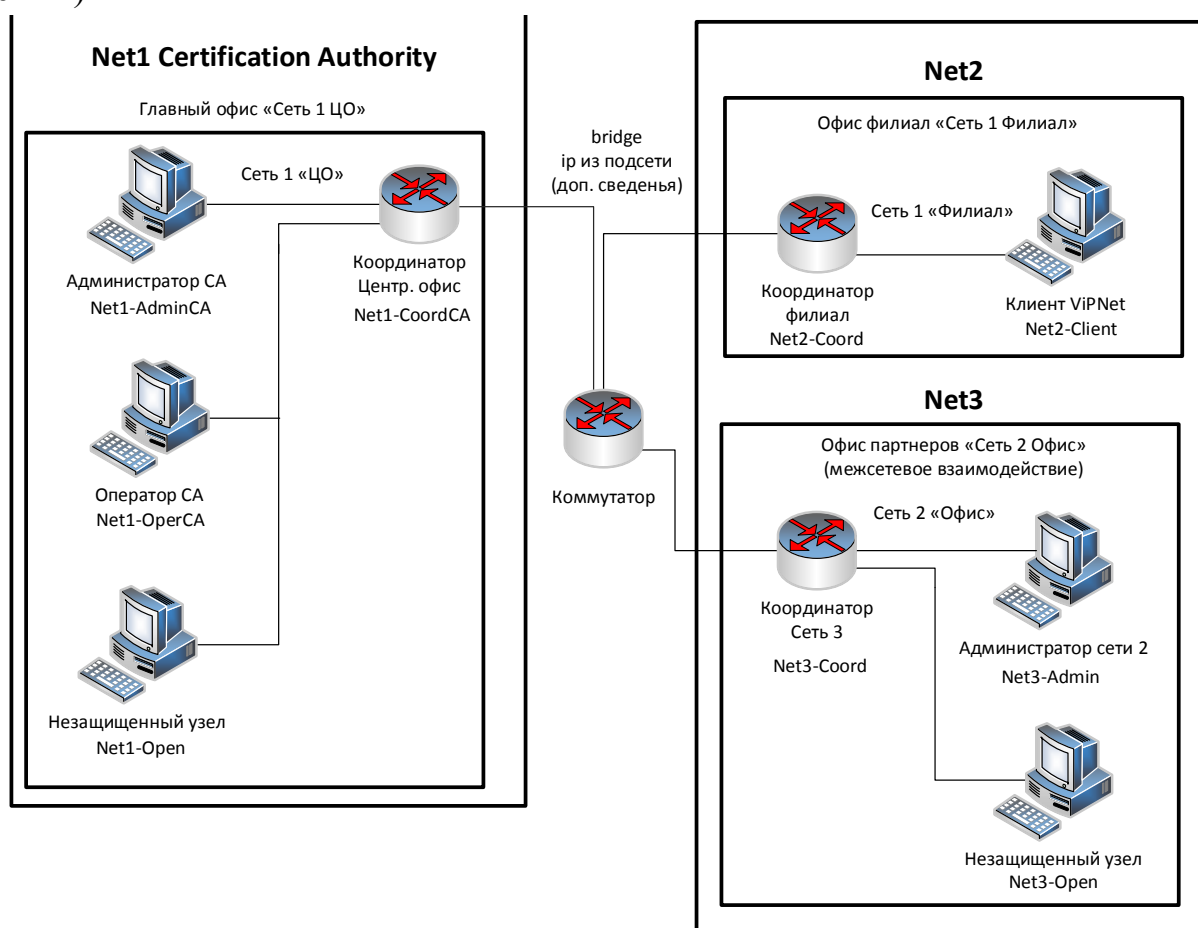 Net1 Certification Authority
Главный офис «Сеть 1 ЦО»
Сеть 1 «ЦО»
Администратор CA
Net1-AdminCA
Координатор
Центр. офис
Net1-CoordCA
Оператор CA
Net1-OperCA
Незащищенный узел
Net1-Open
bridge
ip из подсети
(доп. сведенья)
Коммутатор
Net2
Офис филиал «Сеть 1 Филиал»
Сеть 1 «Филиал»
Координатор
филиал
Net2-Coord
Клиент ViPNet
Net2-Client
Net3
Офис партнеров «Сеть 2 Офис»
(межсетевое взаимодействие)
Сеть 2 «Офис»
Координатор
Сеть 3
Net3-Coord
Администратор сети 2
Net3-Admin
Незащищенный узел
Net3-Open